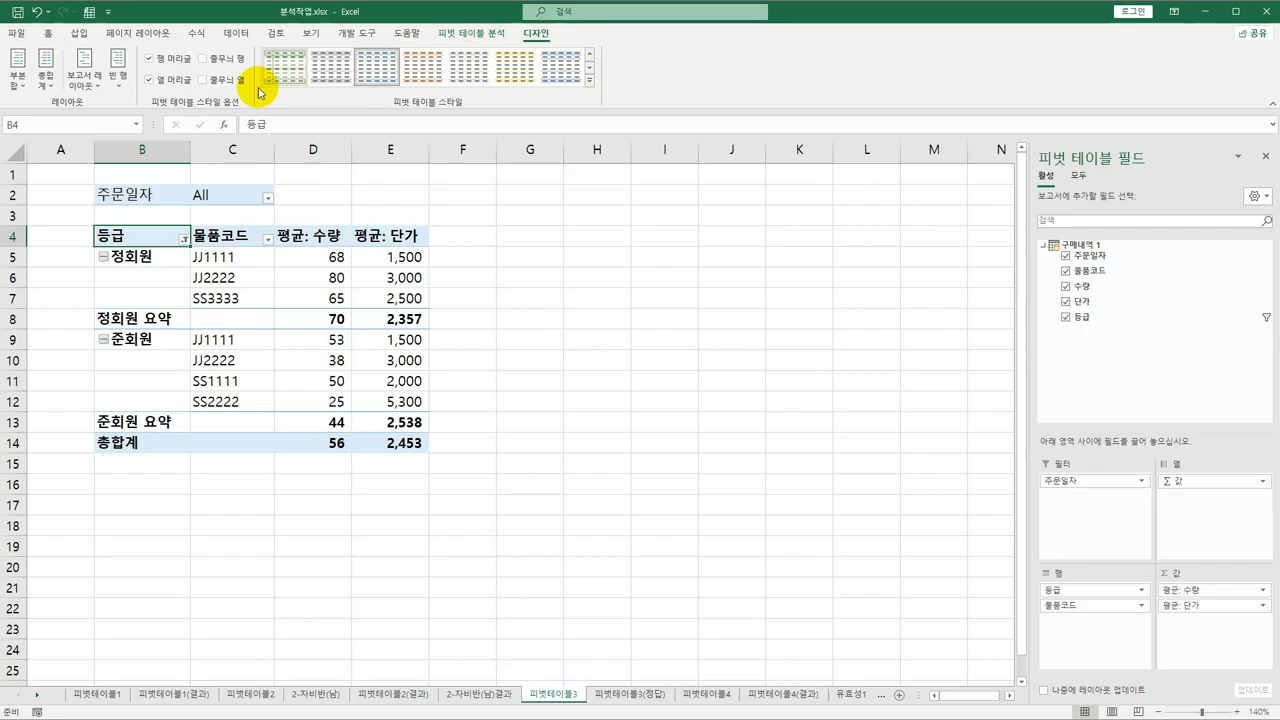 분석작업.xlsx - Excel
검색
로그인
파일 홈 삽입 페이지 레이아웃 수식 데이터 검토 보기 개발 도구 도움말 피벗 테이블 분석 디자인
공유
부분합 총합계 보고서 레이아웃 빈 행
행 머리글 줄무늬 행
열 머리글 줄무늬 열
레이아웃 피벗 테이블 스타일 옵션 피벗 테이블 스타일
B4 fx 등급
A B C D E F G H I J K L M N
1
2 주문일자 All
3
4 등급 물품코드 평균: 수량 평균: 단가
5 정회원 JJ1111 68 1,500
6 JJ2222 80 3,000
7 SS3333 65 2,500
8 정회원 요약 70 2,357
9 준회원 JJ1111 53 1,500
10 JJ2222 38 3,000
11 SS1111 50 2,000
12 SS2222 25 5,300
13 준회원 요약 44 2,538
14 총합계 56 2,453
15
16
17
18
19
20
21
22
23
24
25
피벗 테이블 필드
활성 모두
보고서에 추가할 필드 선택:
검색
구매내역 1
주문일자
물품코드
수량
단가
등급
아래 영역 사이에 필드를 끌어 놓으십시오.
필터 열
주문일자 Σ 값
행 Σ 값
등급 평균: 수량
물품코드 평균: 단가
나중에 레이아웃 업데이트 업데이트
피벗테이블1 피벗테이블1(결과) 피벗테이블2 2-자비반(남) 피벗테이블2(결과) 2-자비반(남)결과 피벗테이블3 피벗테이블3(정답) 피벗테이블4 피벗테이블4(결과) 유효성1 ...
준비
140%